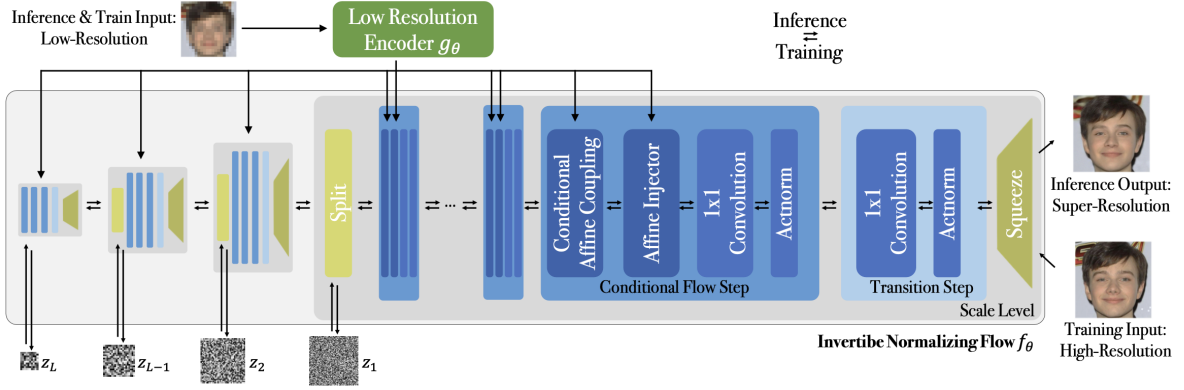 Inference & Train Input:
Low-Resolution
Low Resolution
Encoder gθ
Inference
Training
Split
...
Conditional
Affine Coupling
Affine Injector
1x1
Convolution
Actnorm
Conditional Flow Step
1x1
Convolution
Actnorm
Transition Step
Squeeze
Scale Level
Invertibe Normalizing Flow fθ
Inference Output:
Super-Resolution
Training Input:
High-Resolution
zL
zL−1
z2
z1